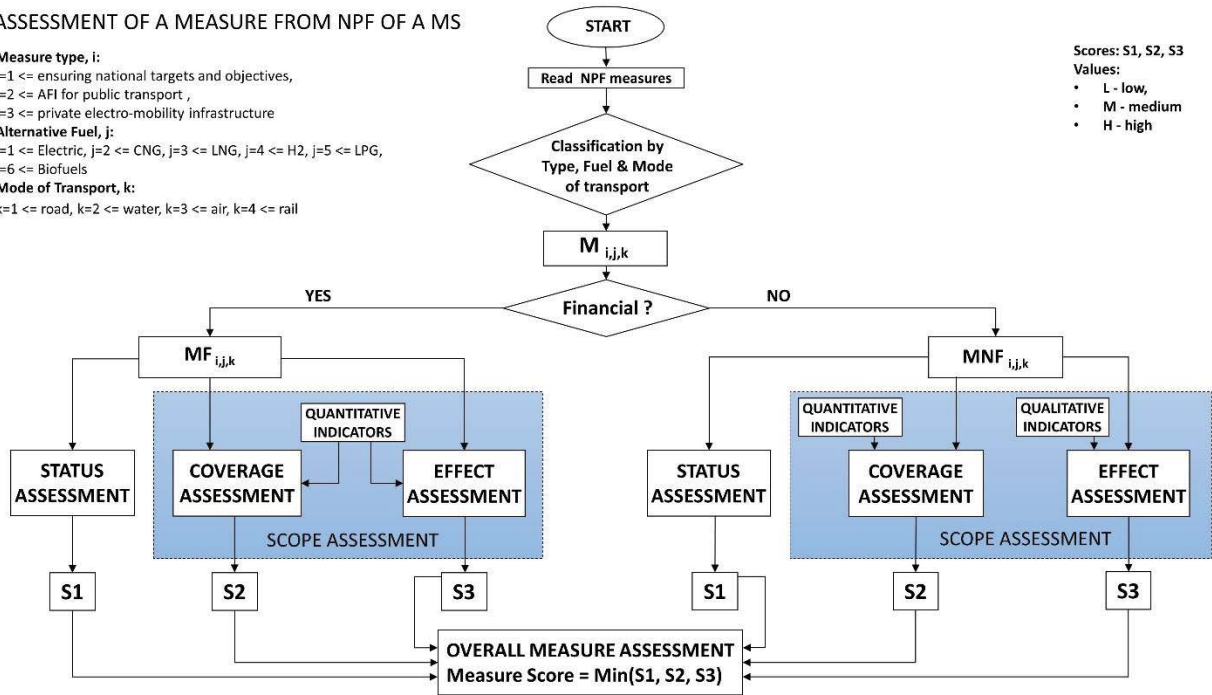 ASSESSMENT OF A MEASURE FROM NPF OF A MS
Measure type, i:
=1 <= ensuring national targets and objectives,
=2 <= AFI for public transport ,
=3 <= private electro-mobility infrastructure
Alternative Fuel, j:
=1 <= Electric, j=2 <= CNG, j=3 <= LNG, j=4 <= H2, j=5 <= LPG,
=6 <= Biofuels
Mode of Transport, k:
k=1 <= road, k=2 <= water, k=3 <= air, k=4 <= rail
START
Read NPF measures
Classification by
Type, Fuel & Mode
of transport
M i,j,k
Financial ?
YES
NO
Scores: S1, S2, S3
Values:
• L - low,
• M - medium
• H - high
MF i,j,k
QUANTITATIVE
INDICATORS
STATUS
ASSESSMENT
COVERAGE
ASSESSMENT
EFFECT
ASSESSMENT
SCOPE ASSESSMENT
S1
S2
S3
MNF i,j,k
QUANTITATIVE
INDICATORS
QUALITATIVE
INDICATORS
STATUS
ASSESSMENT
COVERAGE
ASSESSMENT
EFFECT
ASSESSMENT
SCOPE ASSESSMENT
S1
S2
S3
OVERALL MEASURE ASSESSMENT
Measure Score = Min(S1, S2, S3)